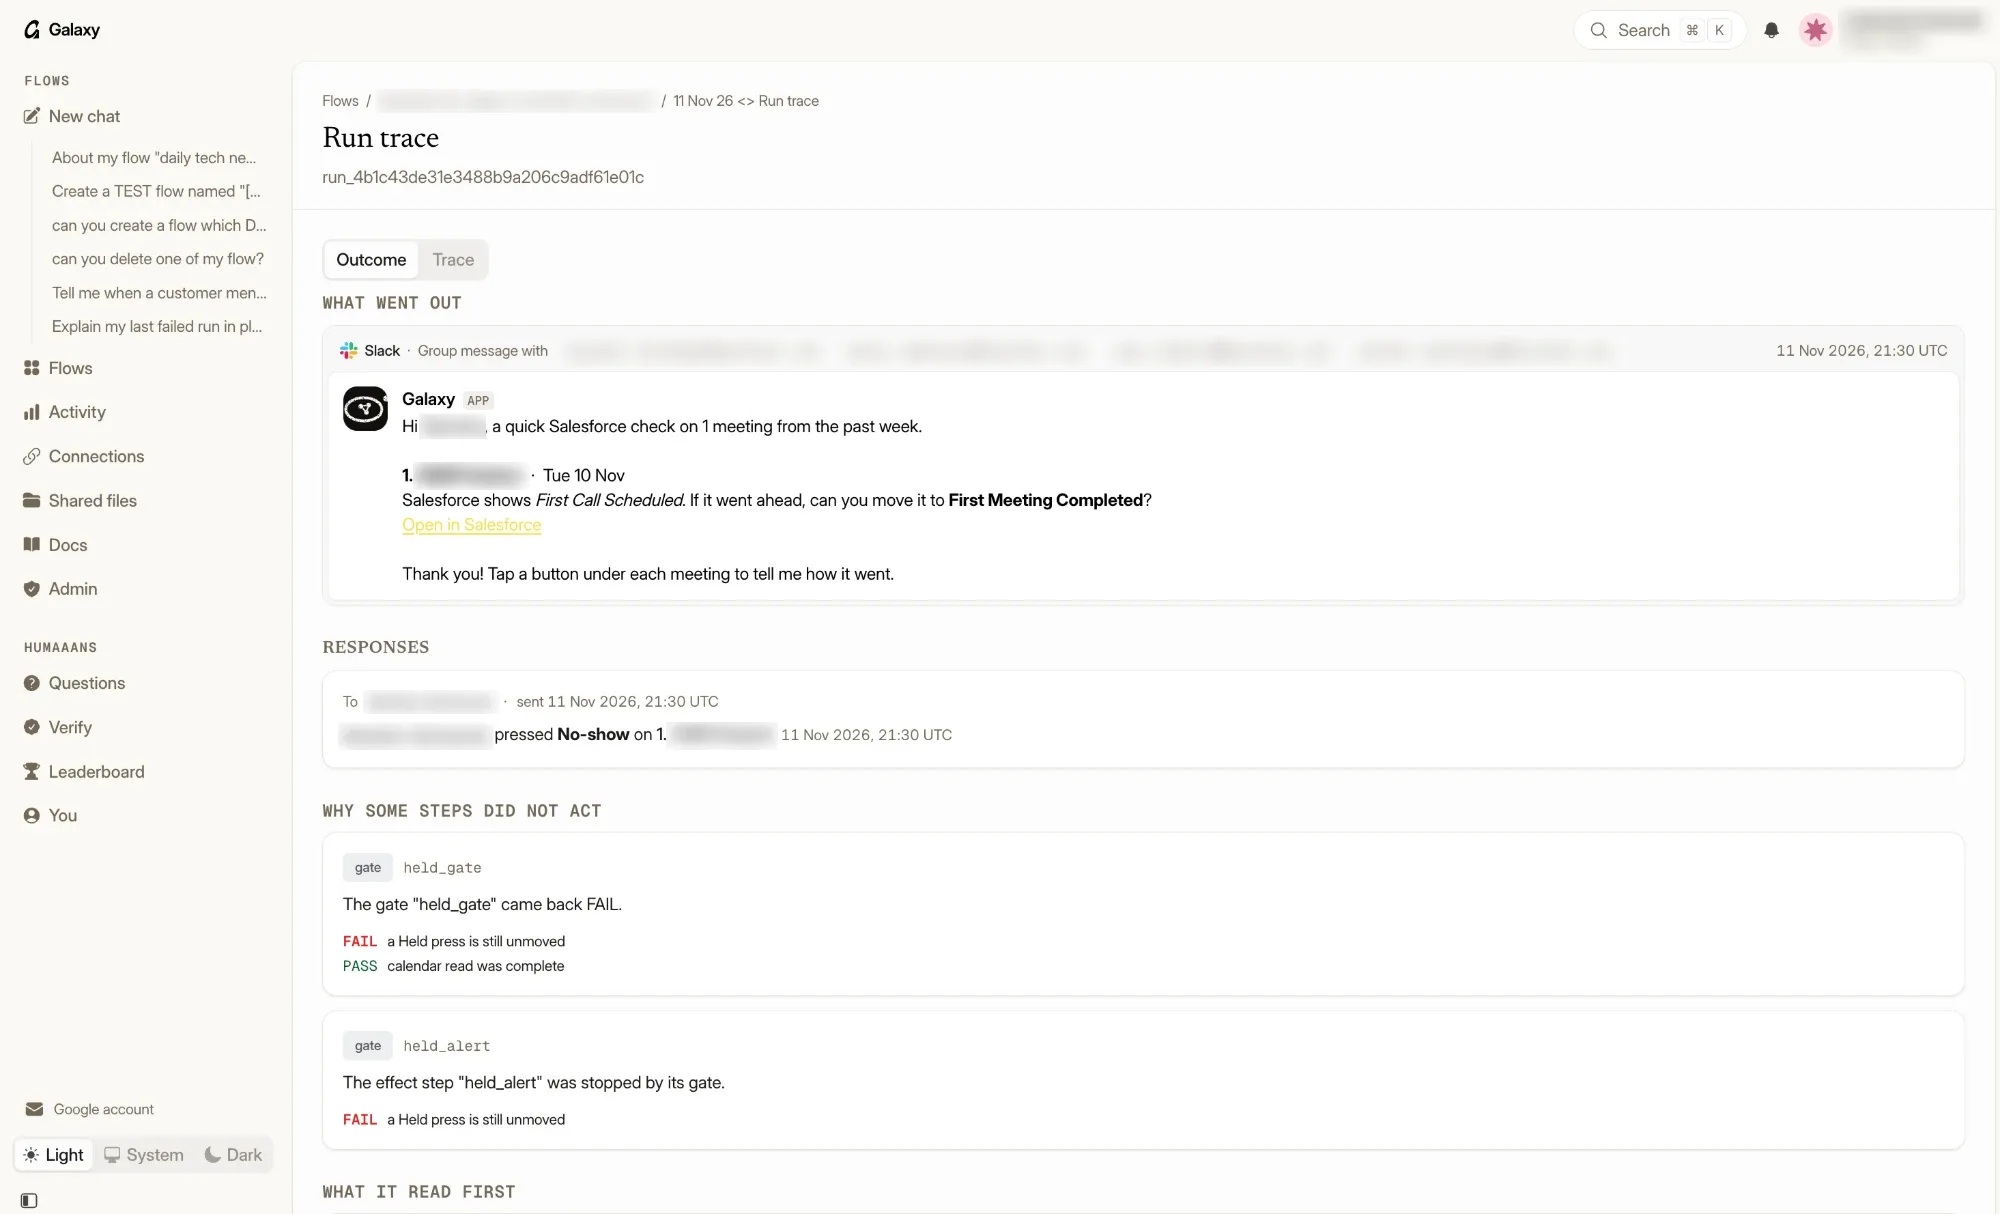 Galaxy
Search ⌘ K
FLOWS
New chat
About my flow "daily tech ne...
Create a TEST flow named "[...
can you create a flow which D...
can you delete one of my flow?
Tell me when a customer men...
Explain my last failed run in pl...
Flows
Activity
Connections
Shared files
Docs
Admin
HUMAAANS
Questions
Verify
Leaderboard
You
Google account
Light System Dark
Flows / / 11 Nov 26 <> Run trace
Run trace
run_4b1c43de31e3488b9a206c9adf61e01c
Outcome Trace
WHAT WENT OUT
Slack · Group message with 11 Nov 2026, 21:30 UTC
Galaxy APP
Hi , a quick Salesforce check on 1 meeting from the past week.
1. · Tue 10 Nov
Salesforce shows First Call Scheduled. If it went ahead, can you move it to First Meeting Completed?
Open in Salesforce
Thank you! Tap a button under each meeting to tell me how it went.
RESPONSES
To · sent 11 Nov 2026, 21:30 UTC
pressed No-show on 1. 11 Nov 2026, 21:30 UTC
WHY SOME STEPS DID NOT ACT
gate held_gate
The gate "held_gate" came back FAIL.
FAIL a Held press is still unmoved
PASS calendar read was complete
gate held_alert
The effect step "held_alert" was stopped by its gate.
FAIL a Held press is still unmoved
WHAT IT READ FIRST